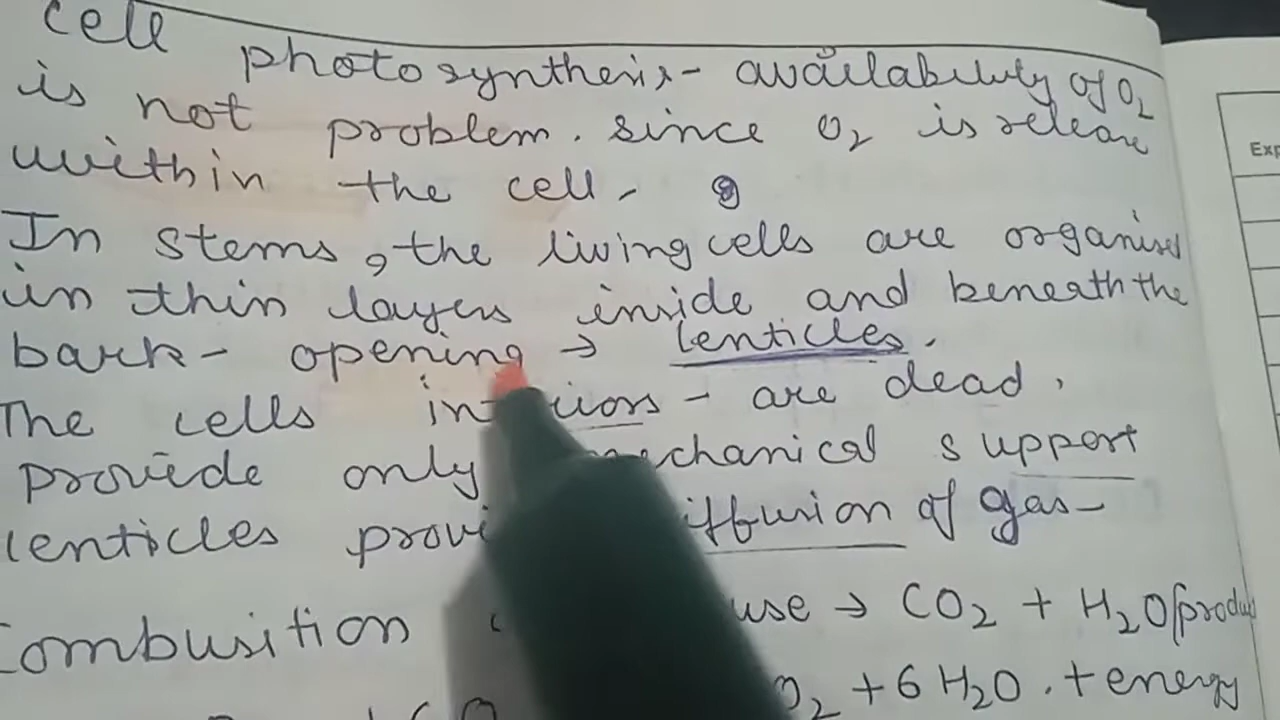 cell photosynthesis - availability of O2
is not problem. since O2 is release
within the cell -
In stems, the living cells are organised
in thin layers inside and beneath the
bark - opening → lenticles.
The cells - are dead.
provide only mechanical support
lenticles diffusion of gas -
Combusition → CO2 + H2O
+ 6 H2O . + energy
Exp